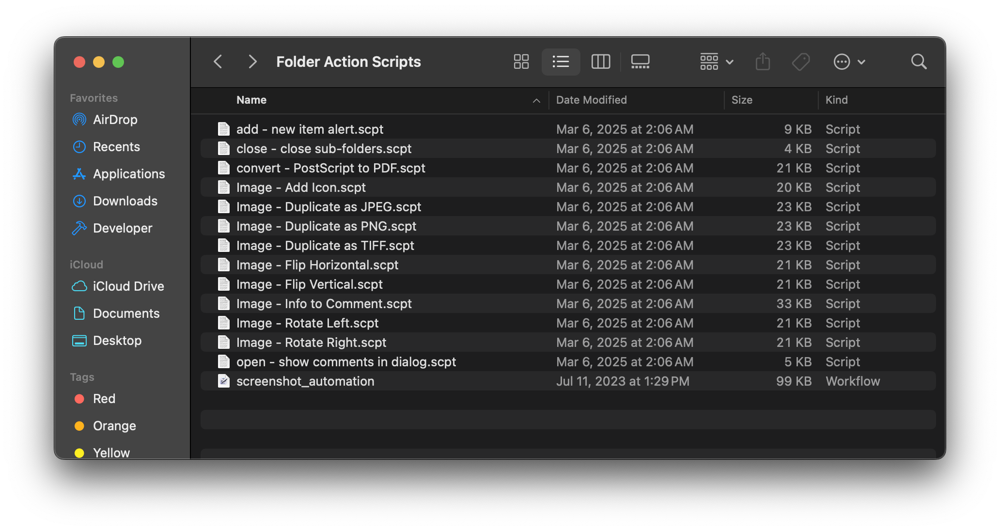 Folder Action Scripts
Favorites
AirDrop
Recents
Applications
Downloads
Developer
iCloud
iCloud Drive
Documents
Desktop
Tags
Red
Orange
Yellow
Name Date Modified Size Kind
add - new item alert.scpt Mar 6, 2025 at 2:06 AM 9 KB Script
close - close sub-folders.scpt Mar 6, 2025 at 2:06 AM 4 KB Script
convert - PostScript to PDF.scpt Mar 6, 2025 at 2:06 AM 21 KB Script
Image - Add Icon.scpt Mar 6, 2025 at 2:06 AM 20 KB Script
Image - Duplicate as JPEG.scpt Mar 6, 2025 at 2:06 AM 23 KB Script
Image - Duplicate as PNG.scpt Mar 6, 2025 at 2:06 AM 23 KB Script
Image - Duplicate as TIFF.scpt Mar 6, 2025 at 2:06 AM 23 KB Script
Image - Flip Horizontal.scpt Mar 6, 2025 at 2:06 AM 21 KB Script
Image - Flip Vertical.scpt Mar 6, 2025 at 2:06 AM 21 KB Script
Image - Info to Comment.scpt Mar 6, 2025 at 2:06 AM 33 KB Script
Image - Rotate Left.scpt Mar 6, 2025 at 2:06 AM 21 KB Script
Image - Rotate Right.scpt Mar 6, 2025 at 2:06 AM 21 KB Script
open - show comments in dialog.scpt Mar 6, 2025 at 2:06 AM 5 KB Script
screenshot_automation Jul 11, 2023 at 1:29 PM 99 KB Workflow